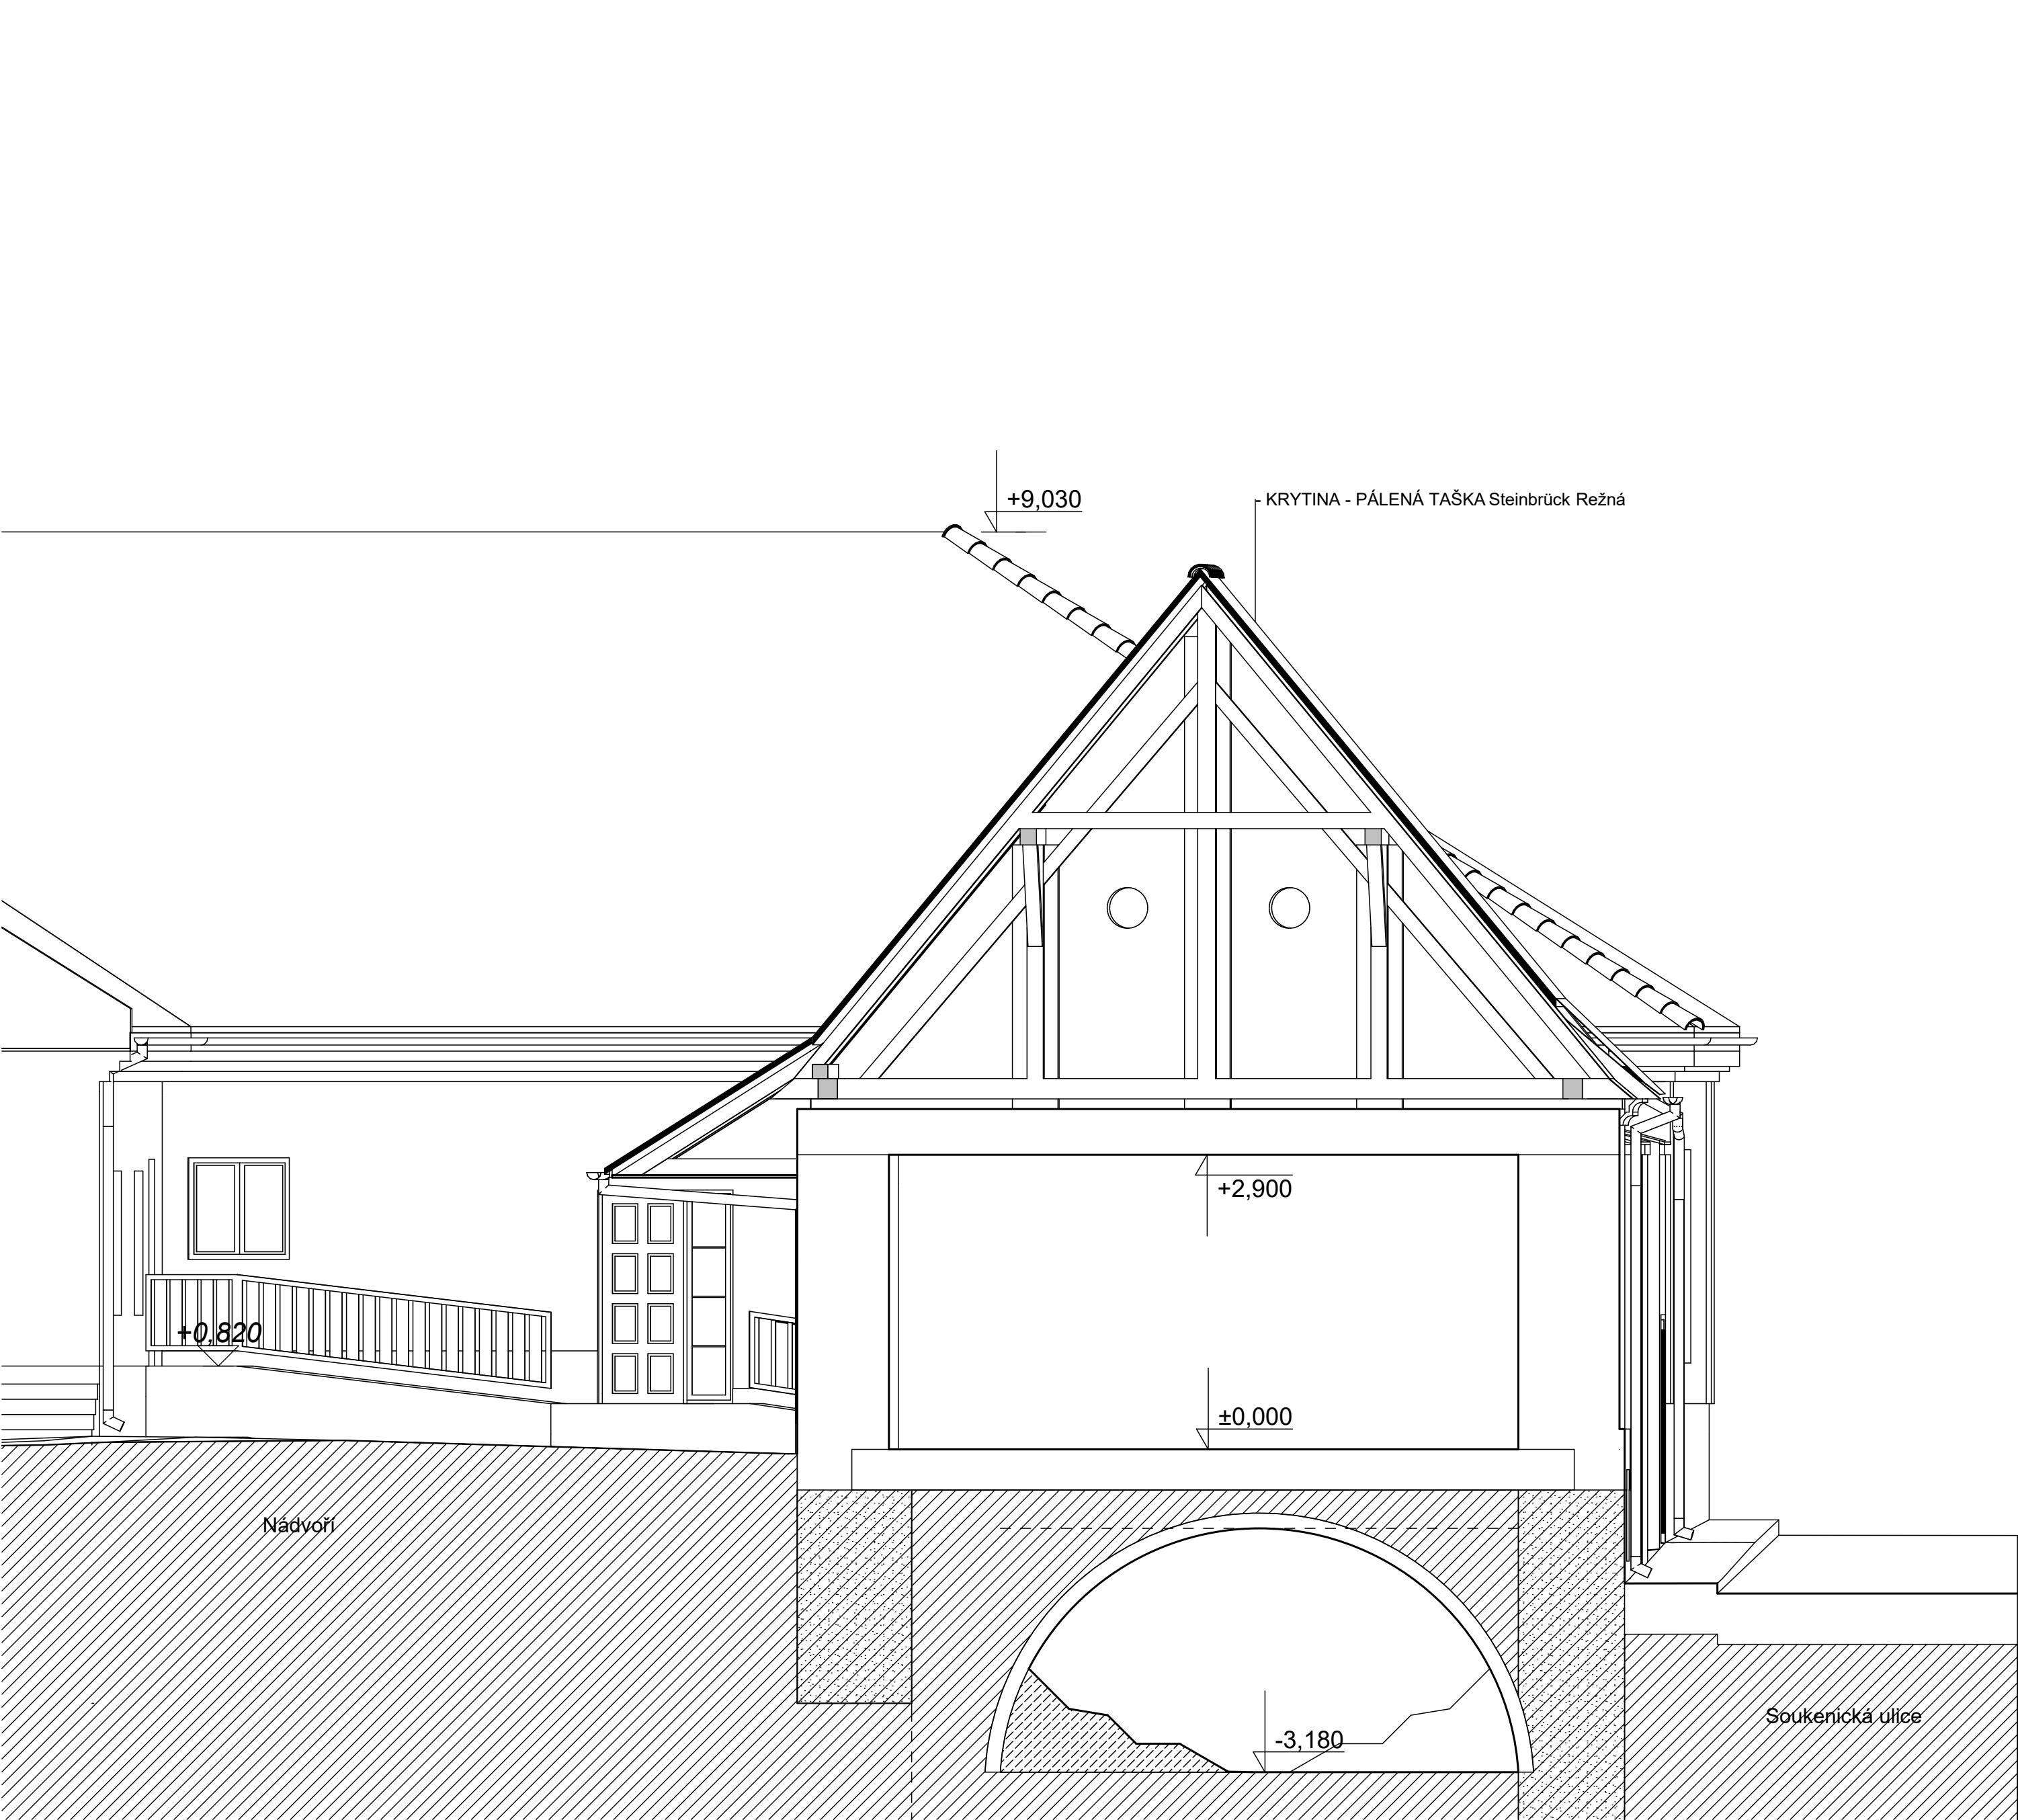 +9,030
- KRYTINA - PÁLENÁ TAŠKA Steinbrück Režná
+2,900
+0,820
±0,000
Nádvoří
Soukenická ulice
-3,180